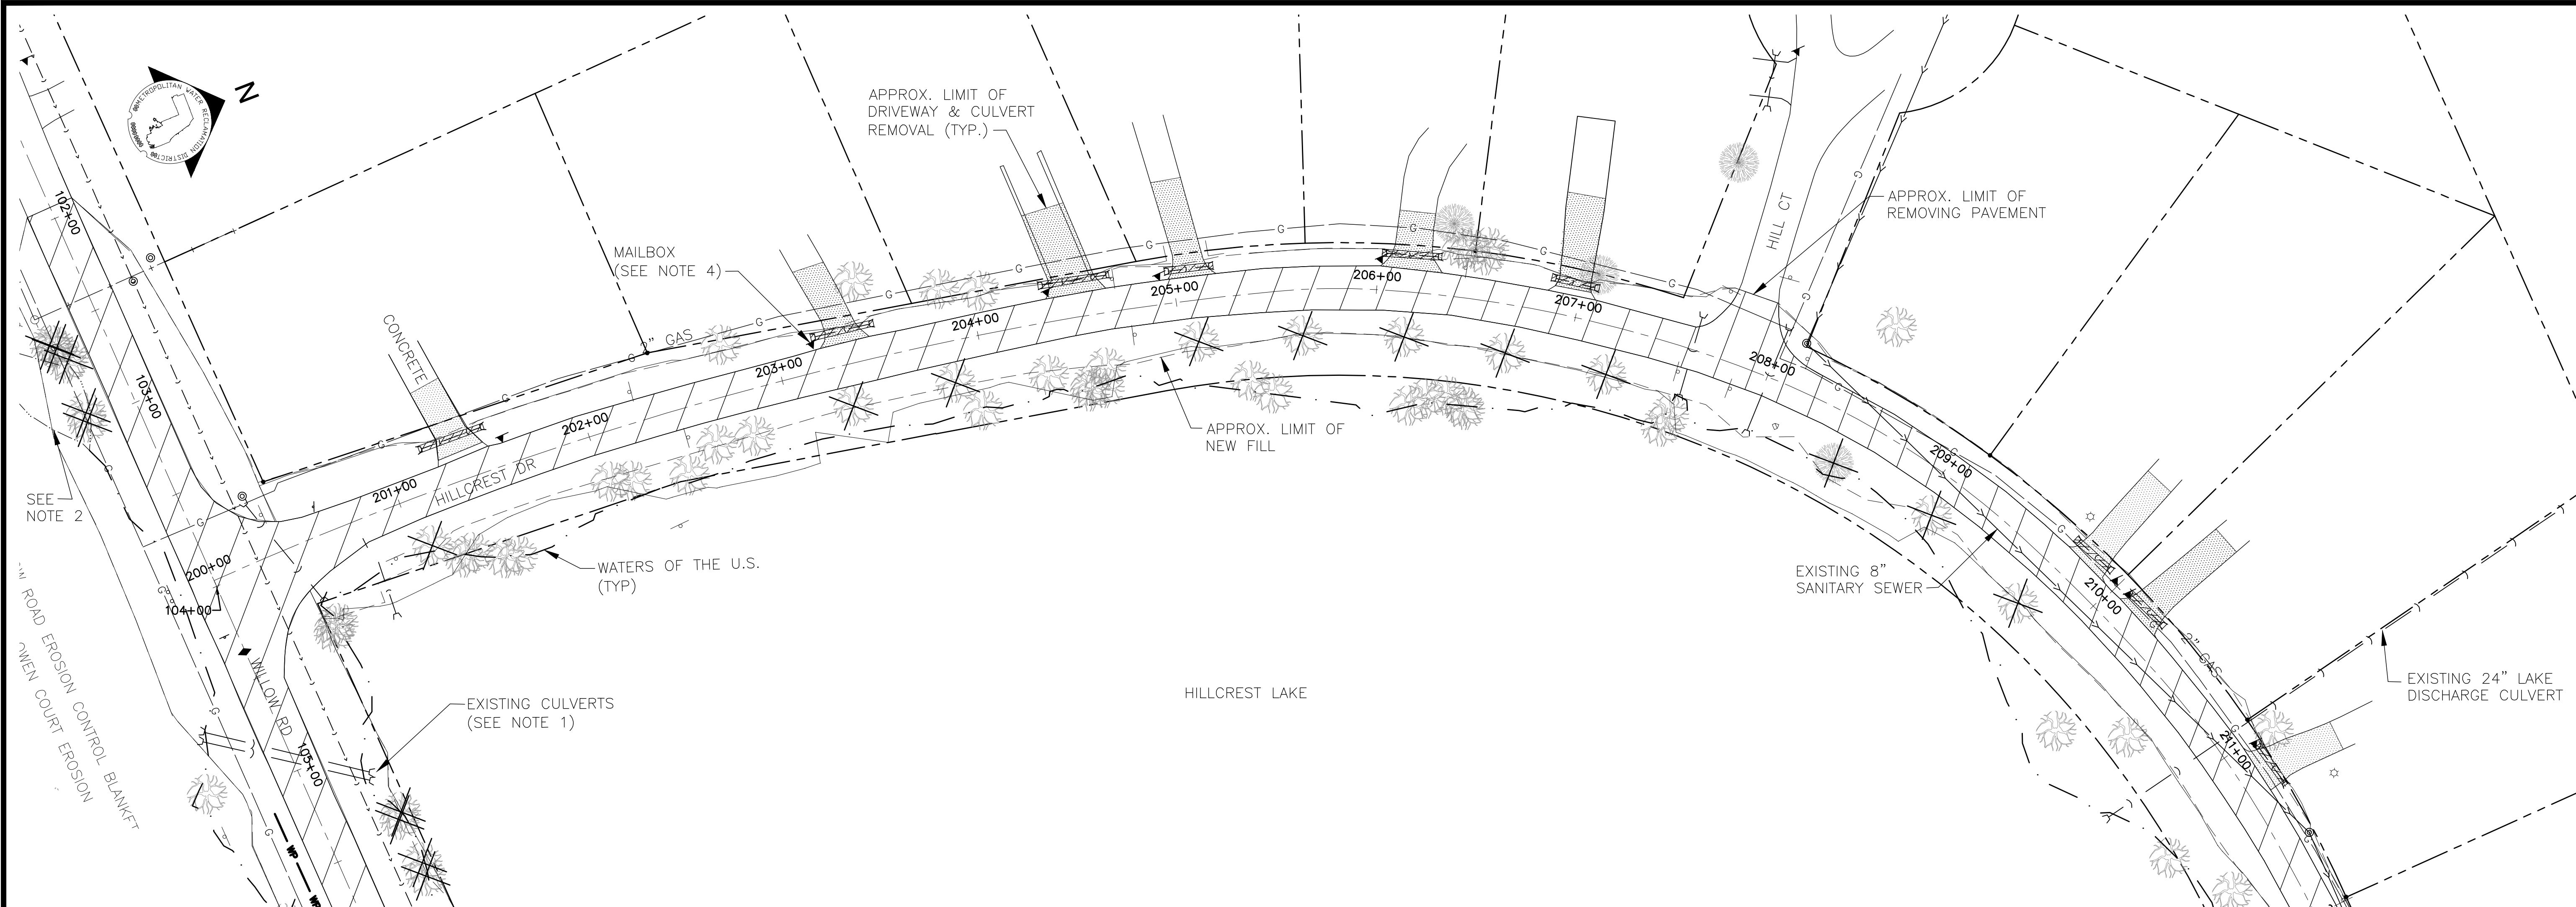 N
METROPOLITAN WATER RECLAMATION DISTRICT
APPROX. LIMIT OF
DRIVEWAY & CULVERT
REMOVAL (TYP.)
MAILBOX
(SEE NOTE 4)
CONCRETE
2" GAS
HILL CT
APPROX. LIMIT OF
REMOVING PAVEMENT
102+00
103+00
104+00
105+00
200+00
201+00
202+00
203+00
204+00
205+00
206+00
207+00
208+00
209+00
210+00
211+00
HILLCREST DR
SEE
NOTE 2
APPROX. LIMIT OF
NEW FILL
WATERS OF THE U.S.
(TYP)
WILLOW RD
EXISTING CULVERTS
(SEE NOTE 1)
HILLCREST LAKE
EXISTING 8"
SANITARY SEWER
2" GAS
EXISTING 24" LAKE
DISCHARGE CULVERT
ROAD EROSION CONTROL BLANKET
COURT EROSION
G
WP